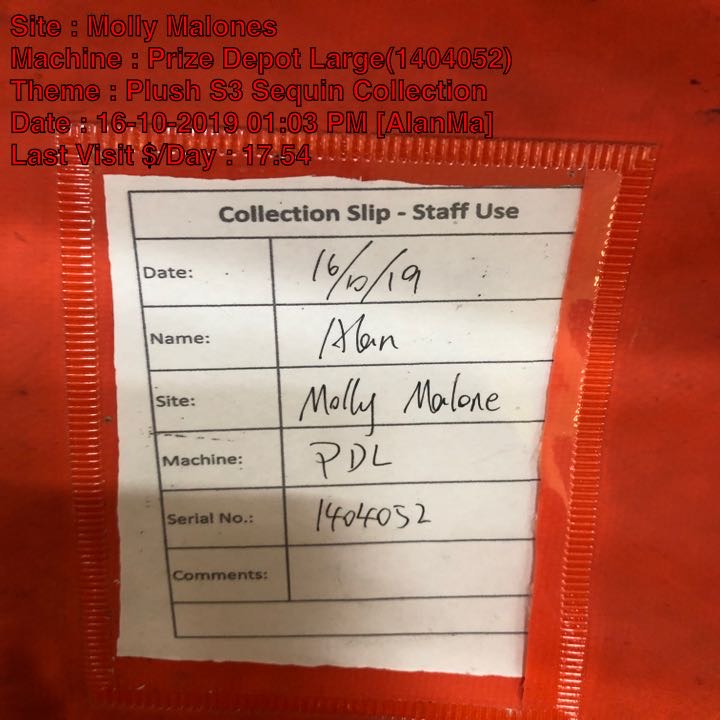 Site : Molly Malones
Machine : Prize Depot Large(1404052)
Theme : Plush S3 Sequin Collection
Date : 16-10-2019 01:03 PM [AlanMa]
Last Visit $/Day : 17.54
Collection Slip - Staff Use
Date: 16/10/19
Name: Alan
Site: Molly Malone
Machine: PDL
Serial No.: 1404052
Comments: